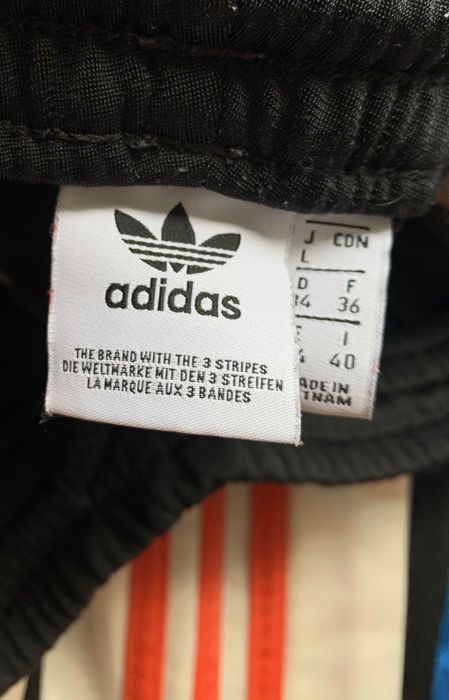 adidas
THE BRAND WITH THE 3 STRIPES
DIE WELTMARKE MIT DEN 3 STREIFEN
LA MARQUE AUX 3 BANDES
J CDN
L
D F
36
I
40
IN